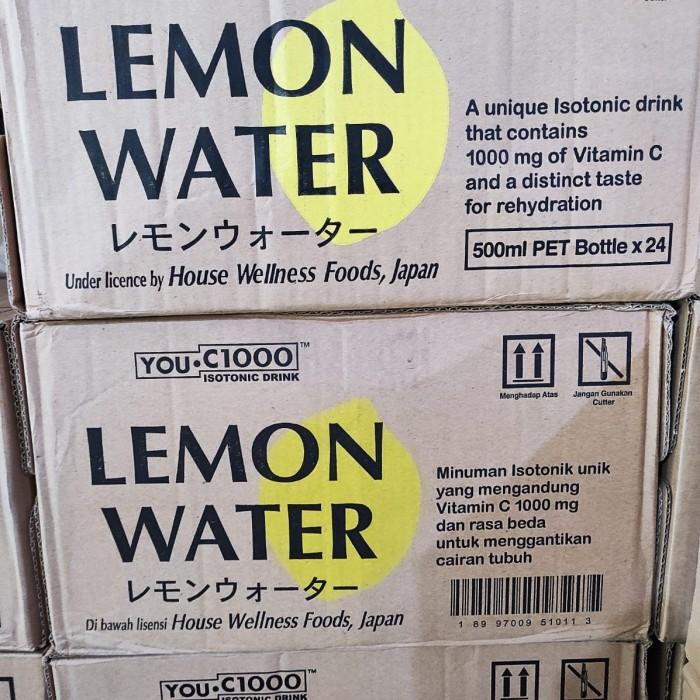 LEMON
WATER
レモンウォーター
Under licence by House Wellness Foods, Japan
A unique Isotonic drink
that contains
1000 mg of Vitamin C
and a distinct taste
for rehydration
500ml PET Bottle x 24
YOU•C1000™
ISOTONIC DRINK
Menghadap Atas
Jangan Gunakan
Cutter
LEMON
WATER
レモンウォーター
Di bawah lisensi House Wellness Foods, Japan
Minuman Isotonik unik
yang mengandung
Vitamin C 1000 mg
dan rasa beda
untuk menggantikan
cairan tubuh
1 89 97009 51011 3
YOU•C1000™
ISOTONIC DRINK